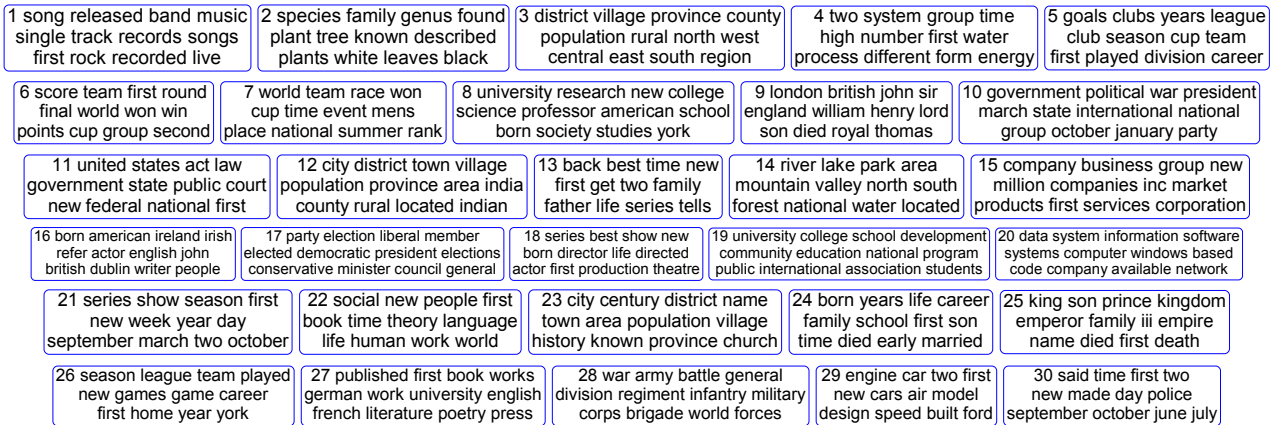 1 song released band music
single track records songs
first rock recorded live
2 species family genus found
plant tree known described
plants white leaves black
3 district village province county
population rural north west
central east south region
4 two system group time
high number first water
process different form energy
5 goals clubs years league
club season cup team
first played division career
6 score team first round
final world won win
points cup group second
7 world team race won
cup time event mens
place national summer rank
8 university research new college
science professor american school
born society studies york
9 london british john sir
england william henry lord
son died royal thomas
10 government political war president
march state international national
group october january party
11 united states act law
government state public court
new federal national first
12 city district town village
population province area india
county rural located indian
13 back best time new
first get two family
father life series tells
14 river lake park area
mountain valley north south
forest national water located
15 company business group new
million companies inc market
products first services corporation
16 born american ireland irish
refer actor english john
british dublin writer people
17 party election liberal member
elected democratic president elections
conservative minister council general
18 series best show new
born director life directed
actor first production theatre
19 university college school development
community education national program
public international association students
20 data system information software
systems computer windows based
code company available network
21 series show season first
new week year day
september march two october
22 social new people first
book time theory language
life human work world
23 city century district name
town area population village
history known province church
24 born years life career
family school first son
time died early married
25 king son prince kingdom
emperor family iii empire
name died first death
26 season league team played
new games game career
first home year york
27 published first book works
german work university english
french literature poetry press
28 war army battle general
division regiment infantry military
corps brigade world forces
29 engine car two first
new cars air model
design speed built ford
30 said time first two
new made day police
september october june july